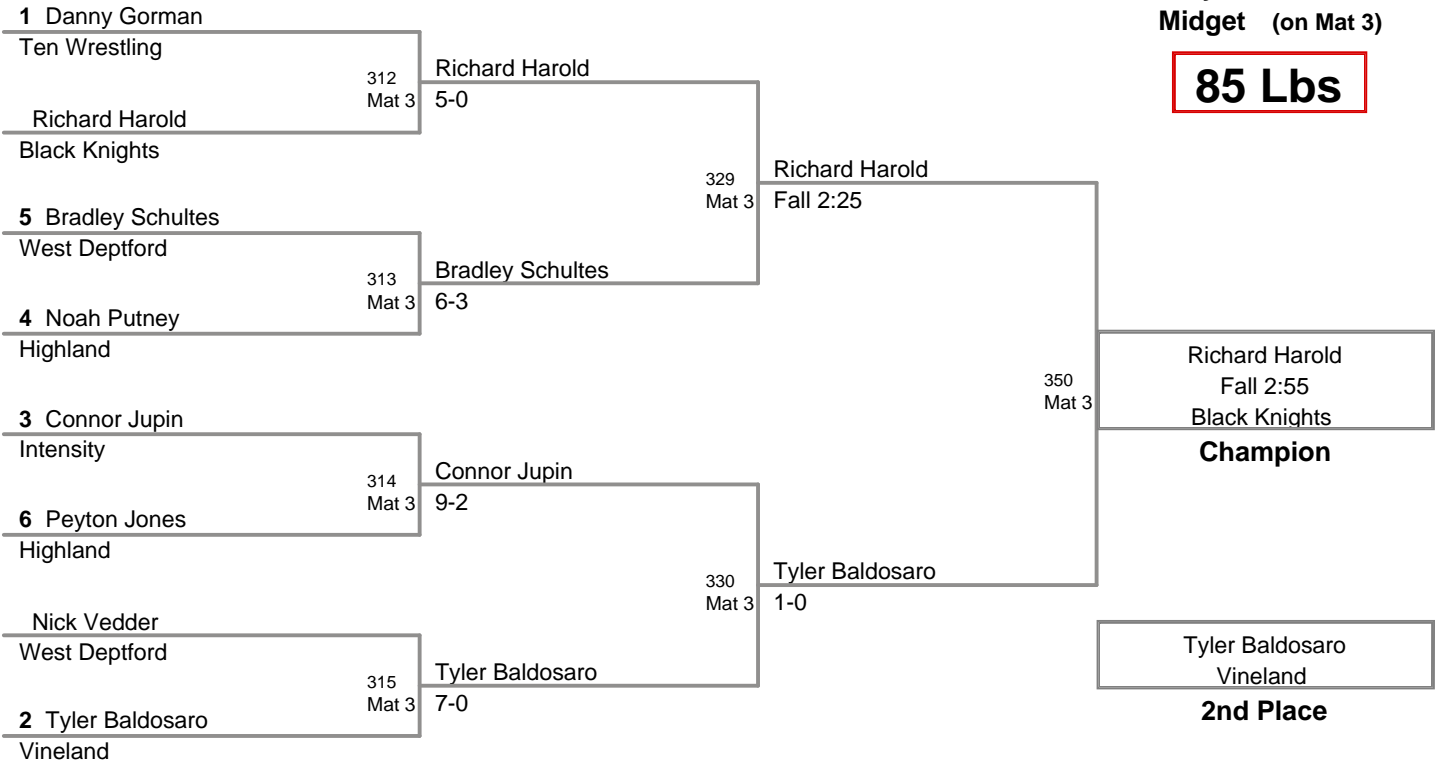 1 Danny Gorman
Ten Wrestling
Richard Harold
Black Knights
5 Bradley Schultes
West Deptford
4 Noah Putney
Highland
3 Connor Jupin
Intensity
6 Peyton Jones
Highland
Nick Vedder
West Deptford
2 Tyler Baldosaro
Vineland
312
Mat 3
Richard Harold
5-0
313
Mat 3
Bradley Schultes
6-3
314
Mat 3
Connor Jupin
9-2
315
Mat 3
Tyler Baldosaro
7-0
329
Mat 3
Richard Harold
Fall 2:25
330
Mat 3
Tyler Baldosaro
1-0
Midget (on Mat 3)
85 Lbs
350
Mat 3
Richard Harold
Fall 2:55
Black Knights
Champion
Tyler Baldosaro
Vineland
2nd Place